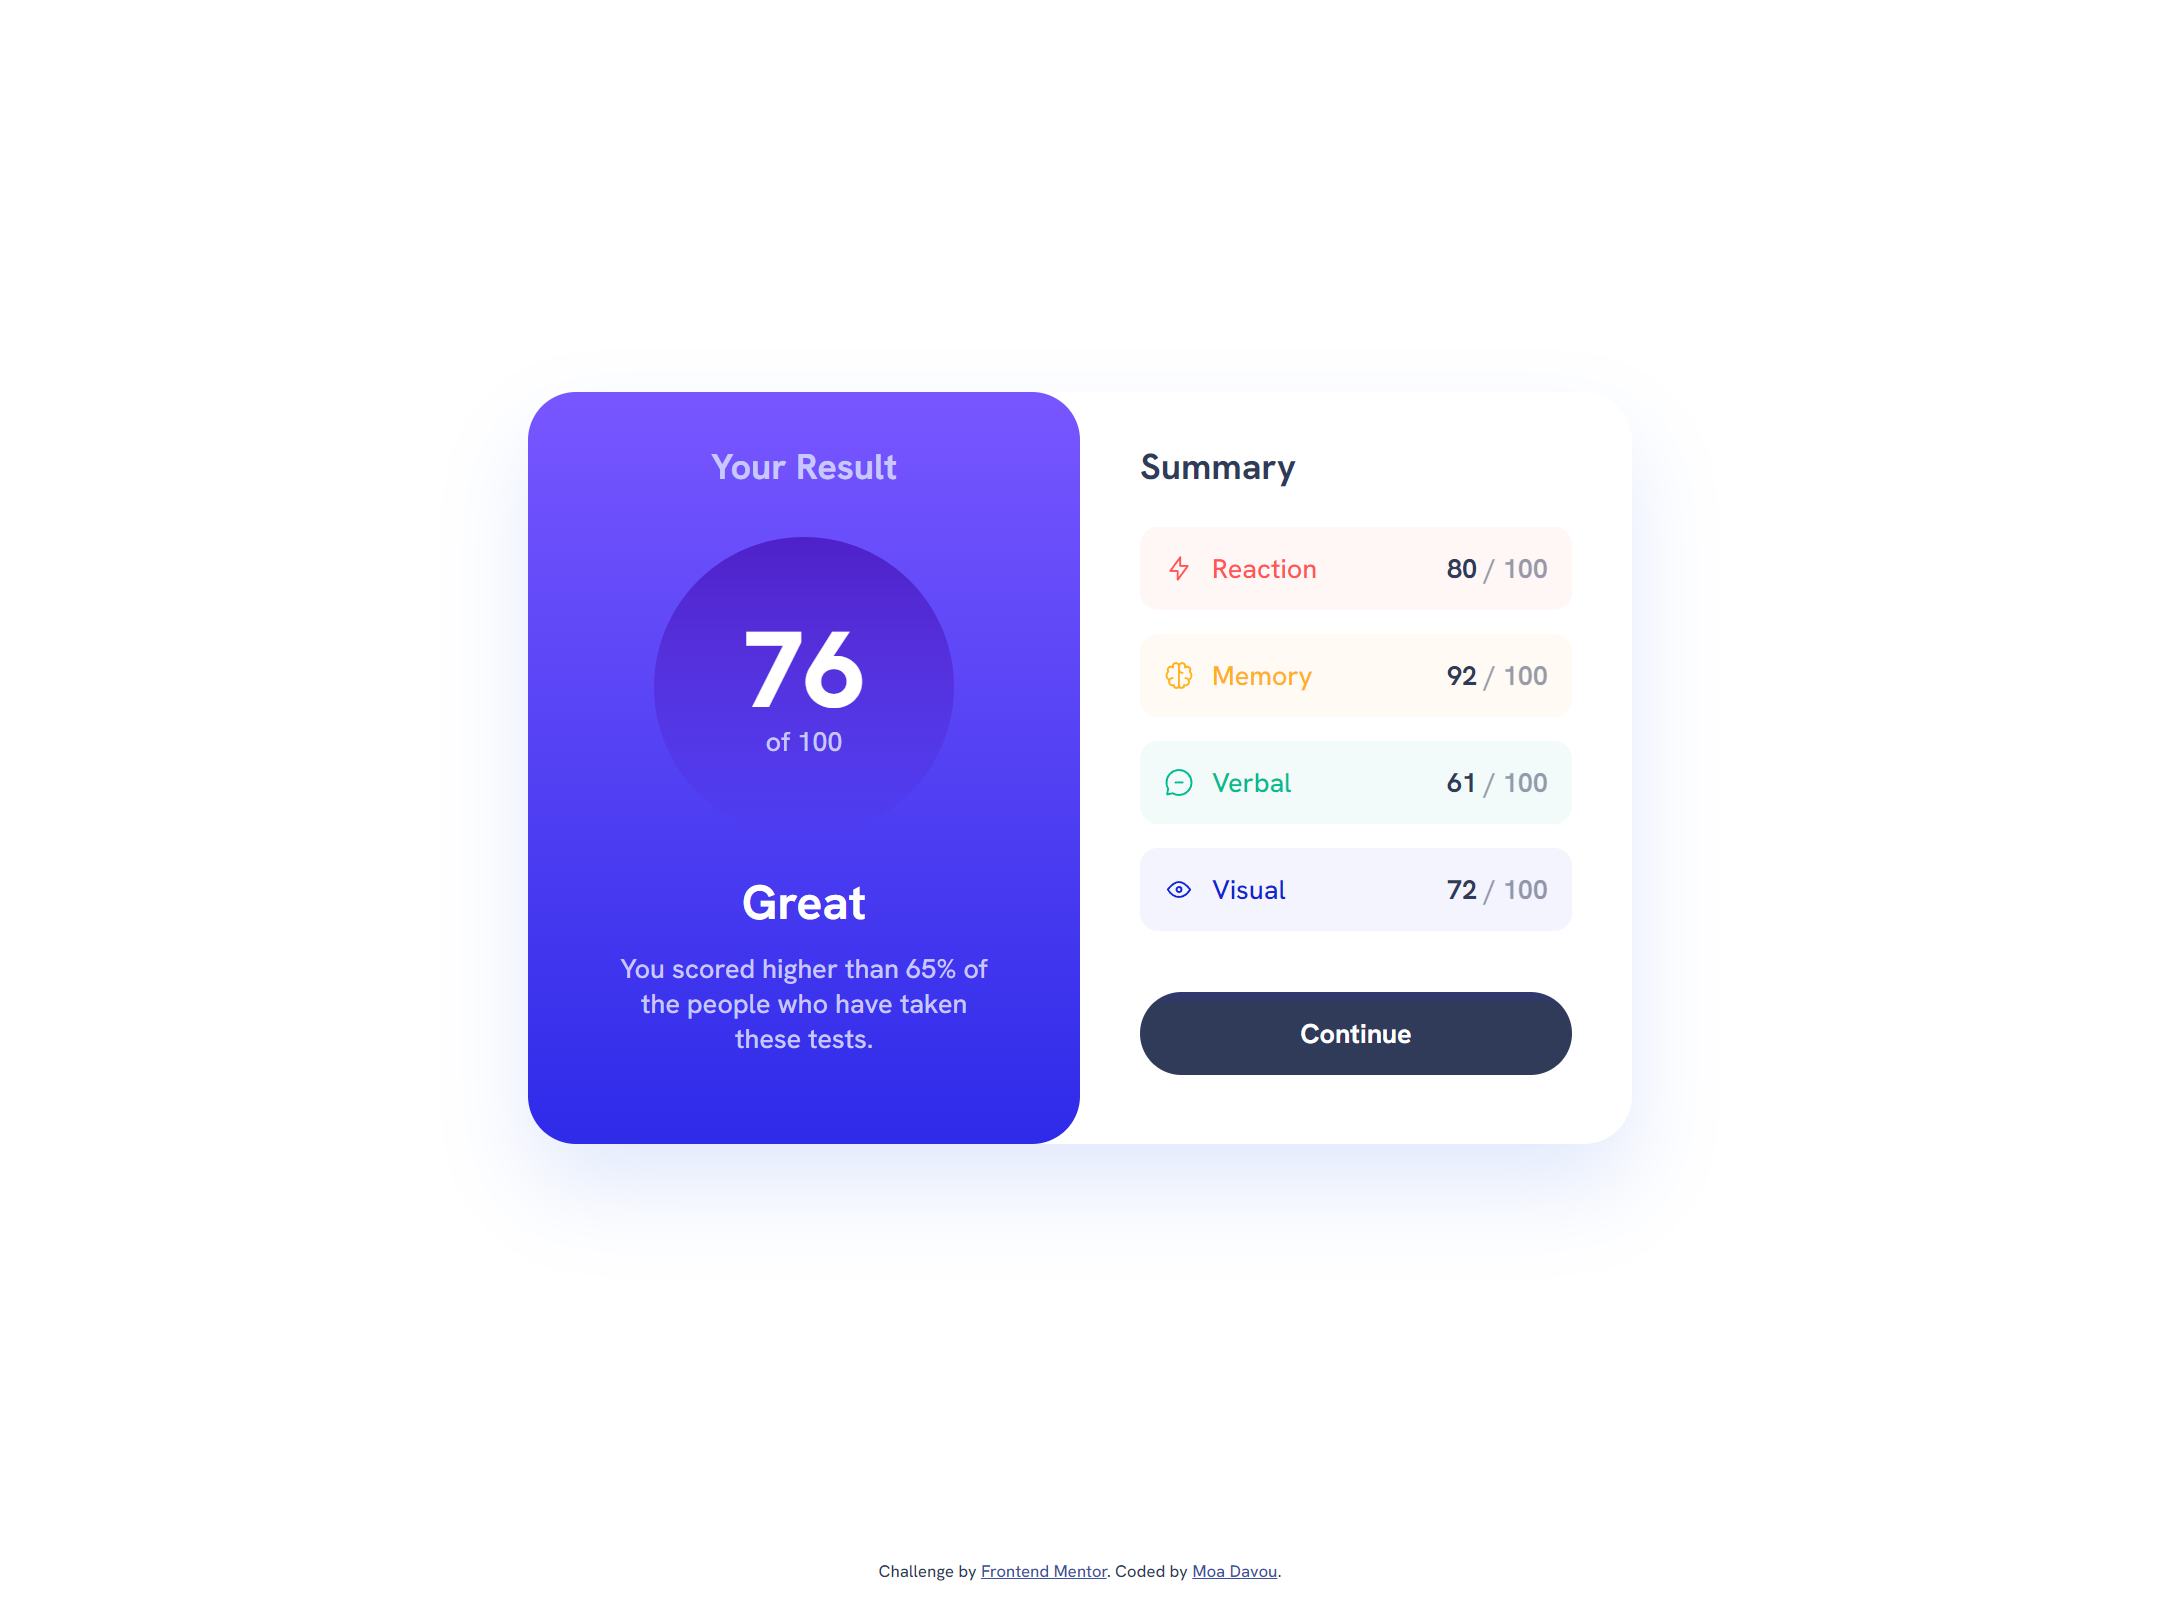 Your Result
76
of 100
Great
You scored higher than 65% of
the people who have taken
these tests.
Summary
Reaction 80 / 100
Memory 92 / 100
Verbal 61 / 100
Visual 72 / 100
Continue
Challenge by Frontend Mentor. Coded by Moa Davou.